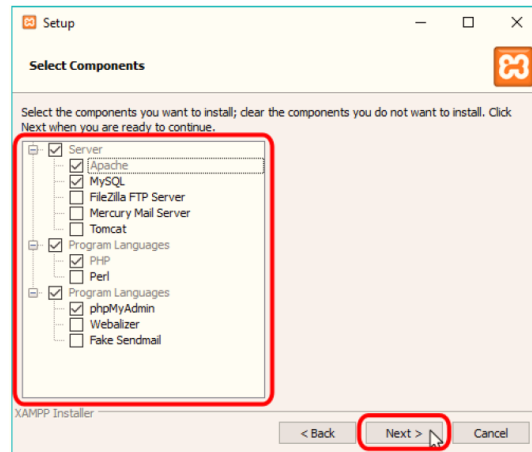 Setup
Select Components
Select the components you want to install; clear the components you do not want to install. Click
Next when you are ready to continue.
Server
Apache
MySQL
FileZilla FTP Server
Mercury Mail Server
Tomcat
Program Languages
PHP
Perl
Program Languages
phpMyAdmin
Webalizer
Fake Sendmail
XAMPP Installer
< Back Next > Cancel